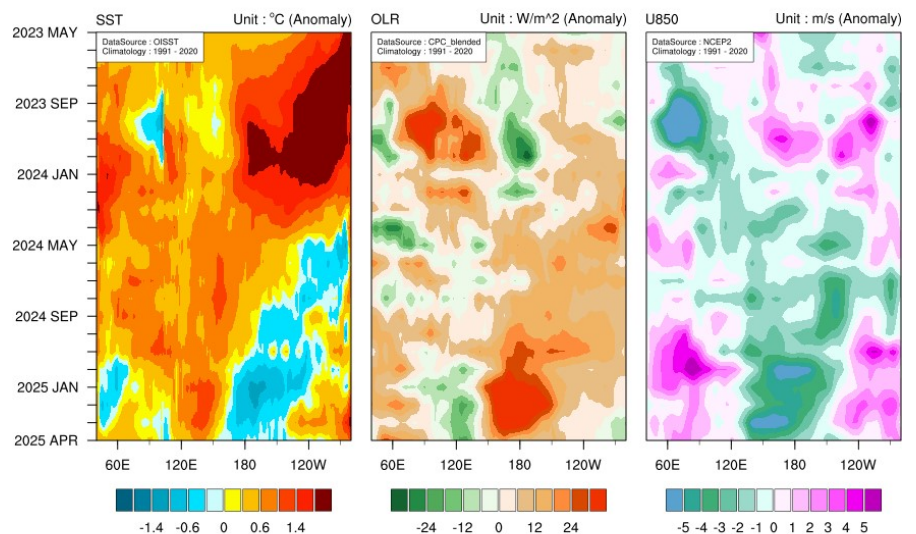 SST Unit : °C (Anomaly)
DataSource : OISST
Climatology : 1991 - 2020
2023 MAY
2023 SEP
2024 JAN
2024 MAY
2024 SEP
2025 JAN
2025 APR
60E 120E 180 120W
-1.4 -0.6 0 0.6 1.4
OLR Unit : W/m^2 (Anomaly)
DataSource : CPC_blended
Climatology : 1991 - 2020
60E 120E 180 120W
-24 -12 0 12 24
U850 Unit : m/s (Anomaly)
DataSource : NCEP2
Climatology : 1991 - 2020
60E 120E 180 120W
-5 -4 -3 -2 -1 0 1 2 3 4 5